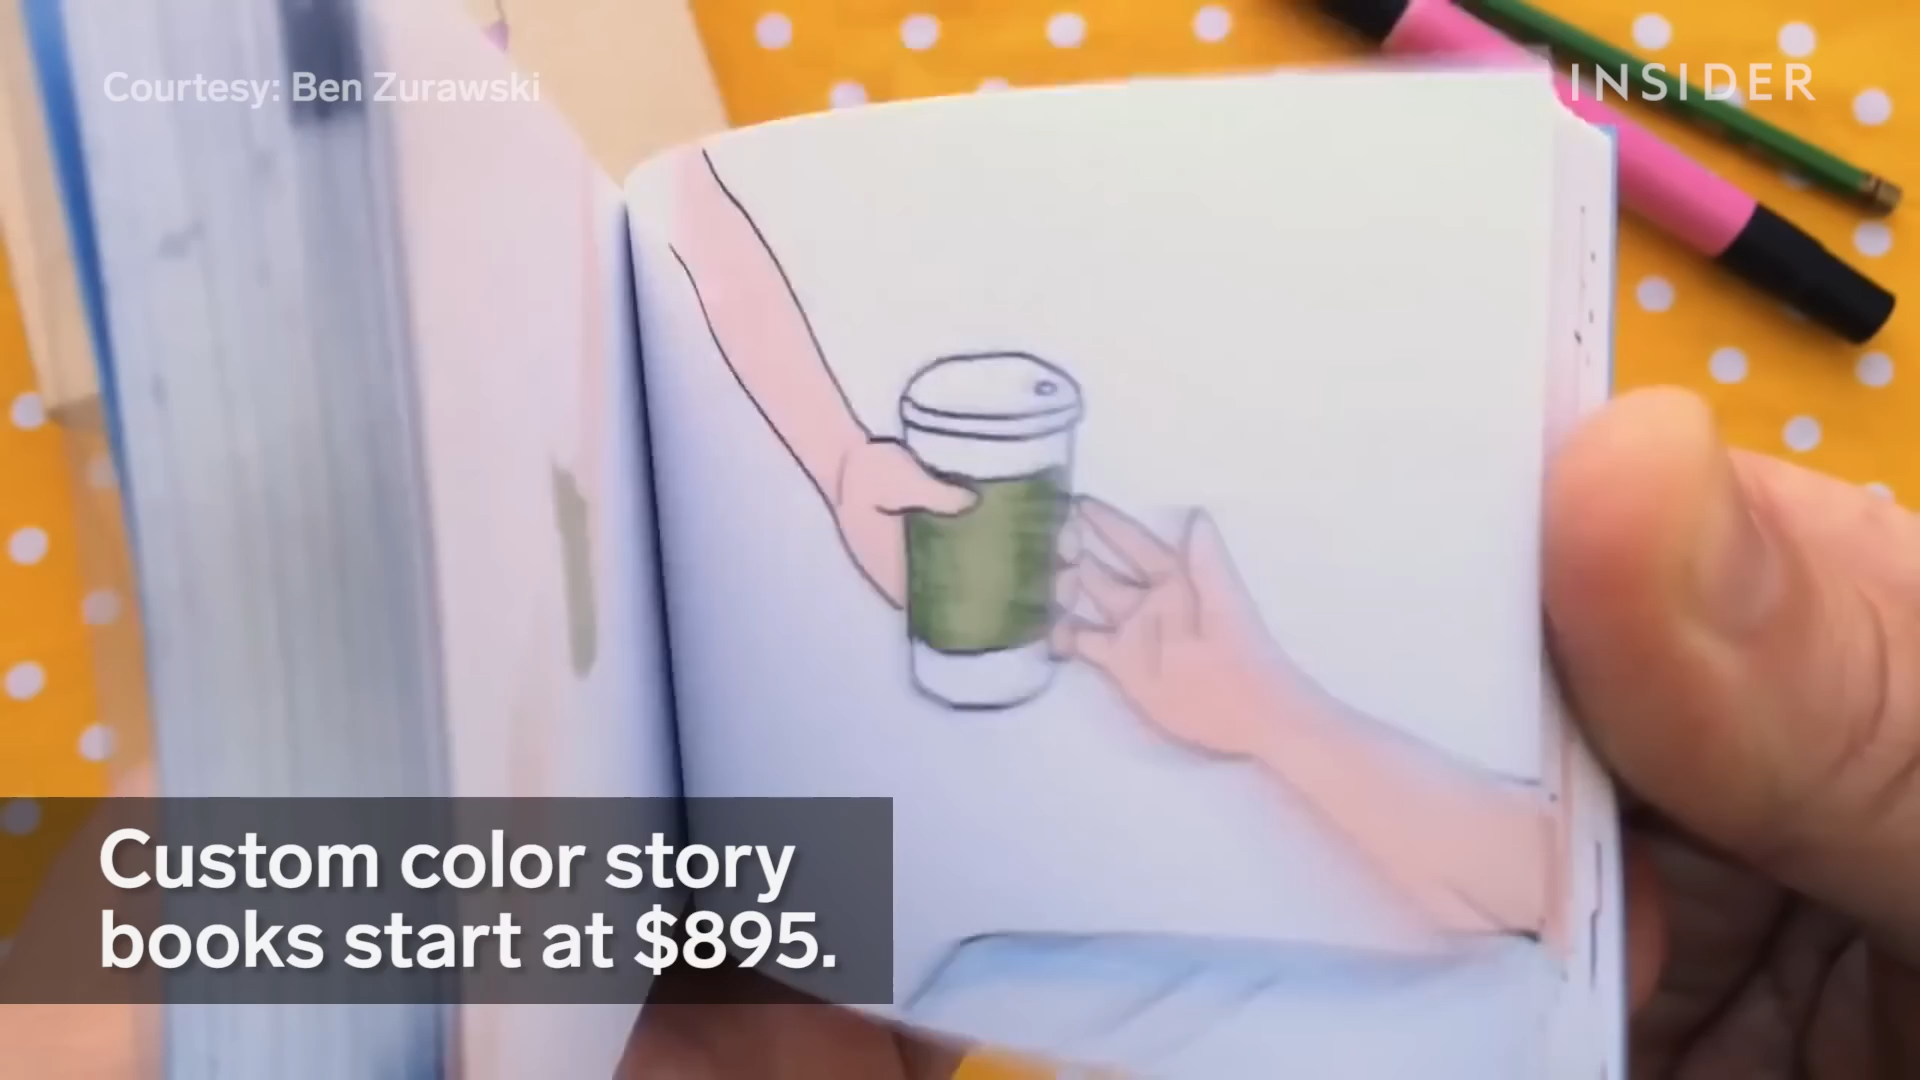 Courtesy: Ben Zurawski
INSIDER
Custom color story
books start at $895.